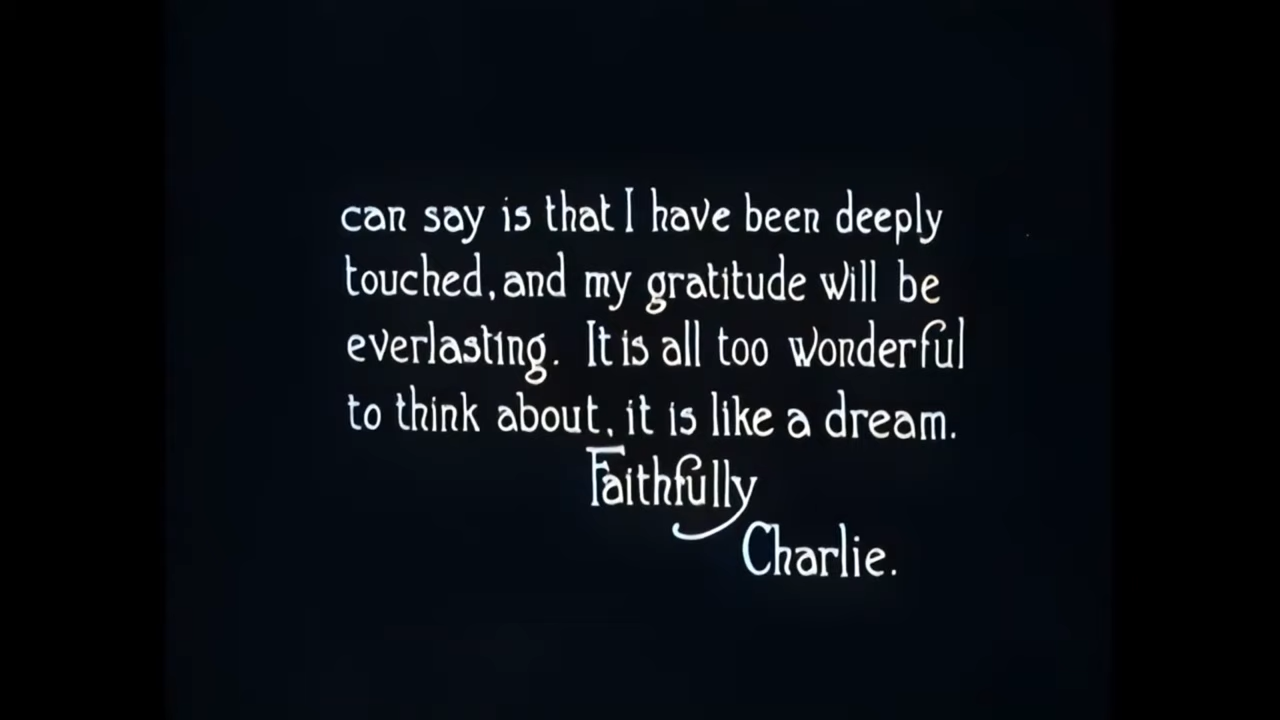 can say is that I have been deeply
touched, and my gratitude will be
everlasting. It is all too wonderful
to think about, it is like a dream.
Faithfully
Charlie.